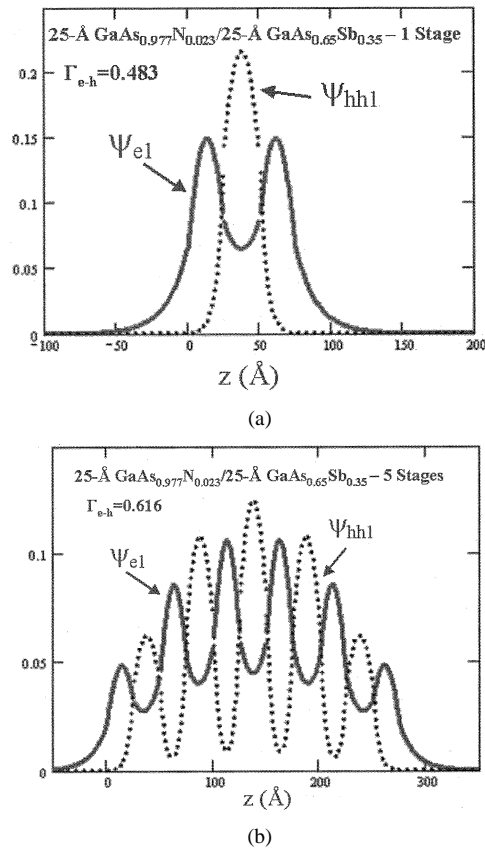 25-Å GaAs0.977N0.023/25-Å GaAs0.65Sb0.35 – 1 Stage
Γe-h=0.483
Ψhh1
Ψe1
0.2
0.15
0.1
0.05
0
−100 −50 0 50 100 150 200
z (Å)
(a)
25-Å GaAs0.977N0.023/25-Å GaAs0.65Sb0.35 – 5 Stages
Γe-h=0.616
Ψe1
Ψhh1
0.1
0.05
0
0 100 200 300
z (Å)
(b)